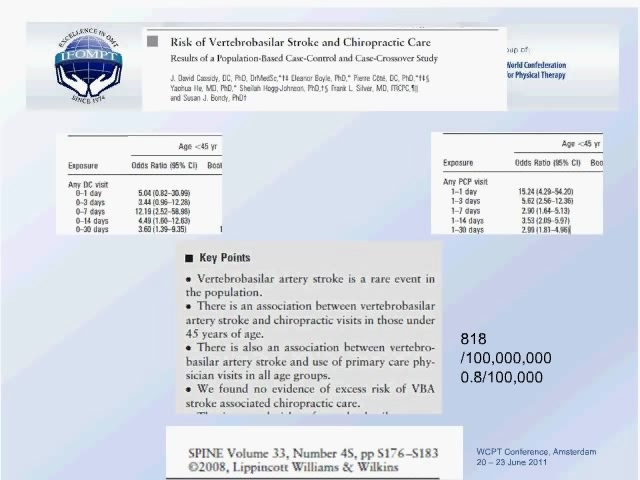 EXCELLENCE IN OMT
IFOMPT
SINCE 1974
Risk of Vertebrobasilar Stroke and Chiropractic Care
Results of a Population-Based Case-Control and Case-Crossover Study
J. David Cassidy, DC, PhD, DrMedSc,*†‡ Eleanor Boyle, PhD,* Pierre Côté, DC, PhD,*†‡§
Yaohua He, MD, PhD,* Sheilah Hogg-Johnson, PhD,†§ Frank L. Silver, MD, FRCPC,¶||
and Susan J. Bondy, PhD†
up of:
World Confederation
for Physical Therapy
Age <45 yr
Exposure Odds Ratio (95% CI) Boot
Any DC visit
0–1 day 5.04 (0.82–30.99)
0–3 days 3.44 (0.96–12.28)
0–7 days 12.19 (2.52–58.98)
0–14 days 4.49 (1.60–12.63)
0–30 days 3.60 (1.39–9.35)
Age <45 yr
Exposure Odds Ratio (95% CI) Boo
Any PCP visit
1–1 day 15.24 (4.29–54.20)
1–3 days 5.62 (2.56–12.36)
1–7 days 2.90 (1.64–5.13)
1–14 days 3.53 (2.09–5.97)
1–30 days 2.99 (1.81–4.96)
■ Key Points
• Vertebrobasilar artery stroke is a rare event in
the population.
• There is an association between vertebrobasilar
artery stroke and chiropractic visits in those under
45 years of age.
• There is also an association between vertebro-
basilar artery stroke and use of primary care phy-
sician visits in all age groups.
• We found no evidence of excess risk of VBA
stroke associated chiropractic care.
818
/100,000,000
0.8/100,000
SPINE Volume 33, Number 4S, pp S176–S183
©2008, Lippincott Williams & Wilkins
WCPT Conference, Amsterdam
20 – 23 June 2011